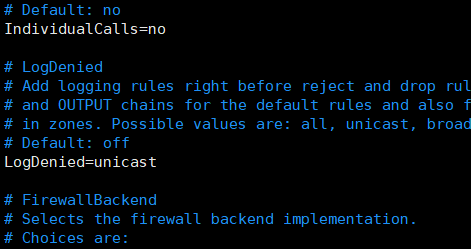 # Default: no
IndividualCalls=no
# LogDenied
# Add logging rules right before reject and drop rul
# and OUTPUT chains for the default rules and also f
# in zones. Possible values are: all, unicast, broad
# Default: off
LogDenied=unicast
# FirewallBackend
# Selects the firewall backend implementation.
# Choices are: